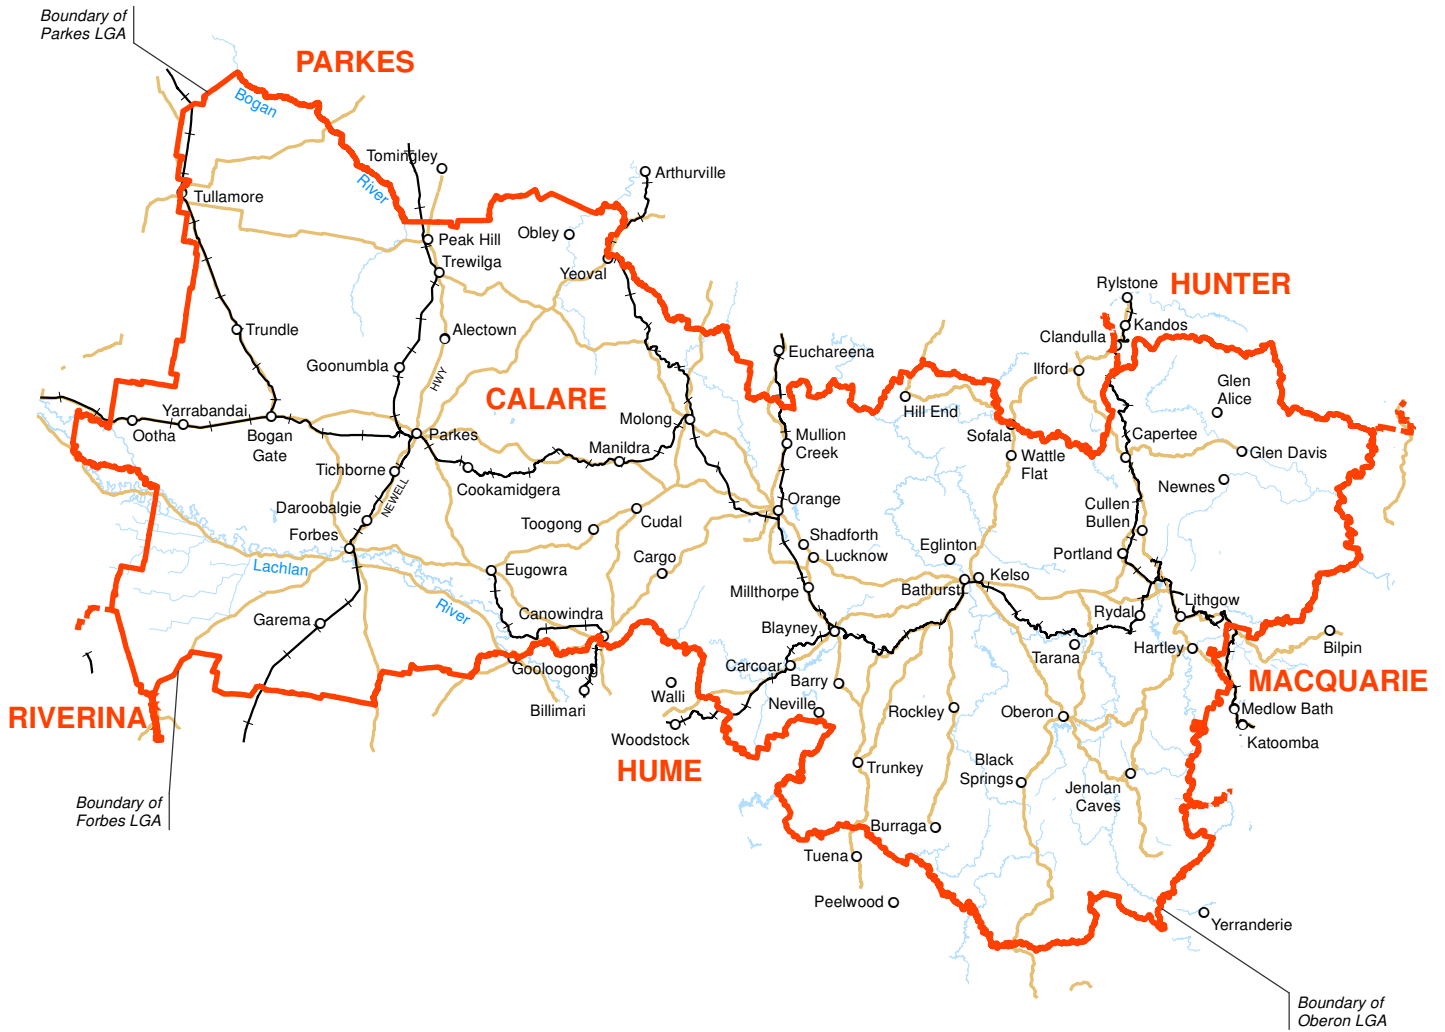 Boundary of
Parkes LGA
PARKES
Bogan
River
Tomingley
Arthurville
Tullamore
Obley
Peak Hill
Trewilga
Yeoval
Rylstone
HUNTER
Kandos
Clandulla
Trundle
Alectown
Euchareena
Goonumbla
HWY
Ilford
Glen
Alice
CALARE
Hill End
Yarrabandai
Ootha
Bogan
Gate
Parkes
Molong
Manildra
Mullion
Creek
Sofala
Wattle
Flat
Capertee
Glen Davis
Tichborne
Cookamidgera
Newnes
NEWELL
Daroobalgie
Orange
Cullen
Bullen
Toogong
Cudal
Forbes
Shadforth
Lucknow
Eglinton
Portland
Lachlan
Eugowra
Cargo
Kelso
Bathurst
Millthorpe
River
Canowindra
Lithgow
Rydal
Garema
Blayney
Tarana
Hartley
Bilpin
Gooloogong
Carcoar
Barry
Walli
Neville
MACQUARIE
Billimari
Rockley
Oberon
Medlow Bath
RIVERINA
Woodstock
Katoomba
HUME
Trunkey
Black
Springs
Jenolan
Caves
Boundary of
Forbes LGA
Burraga
Tuena
Peelwood
Yerranderie
Boundary of
Oberon LGA